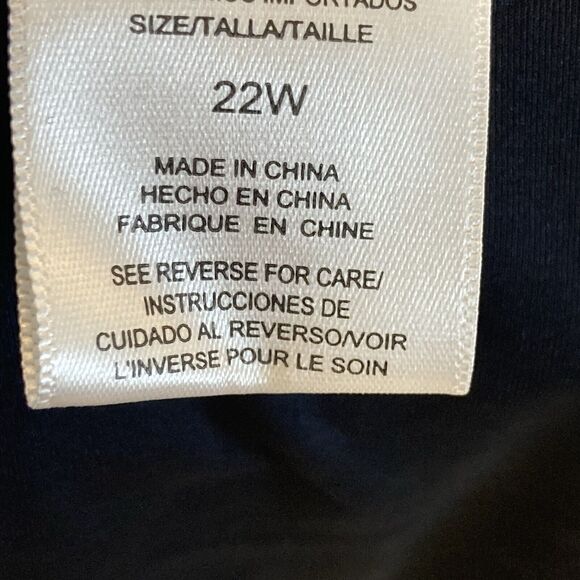 IMPORTADOS
SIZE/TALLA/TAILLE
22W
MADE IN CHINA
HECHO EN CHINA
FABRIQUE EN CHINE
SEE REVERSE FOR CARE/
INSTRUCCIONES DE
CUIDADO AL REVERSO/VOIR
L'INVERSE POUR LE SOIN